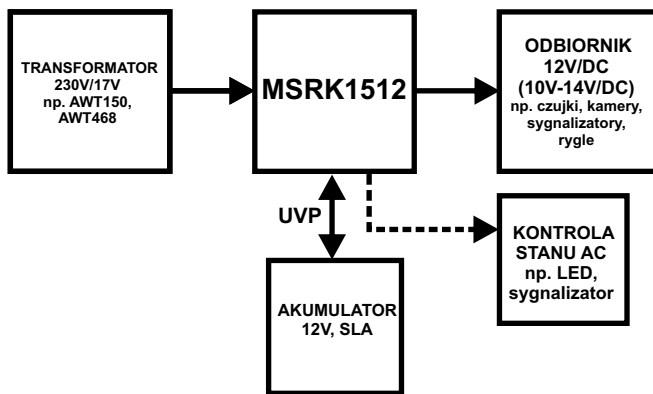 TRANSFORMATOR
230V/17V
np. AWT150,
AWT468
MSRK1512
ODBIORNIK
12V/DC
(10V-14V/DC)
np. czujki, kamery,
sygnalizatory,
rygle
UVP
KONTROLA
STANU AC
np. LED,
sygnalizator
AKUMULATOR
12V, SLA